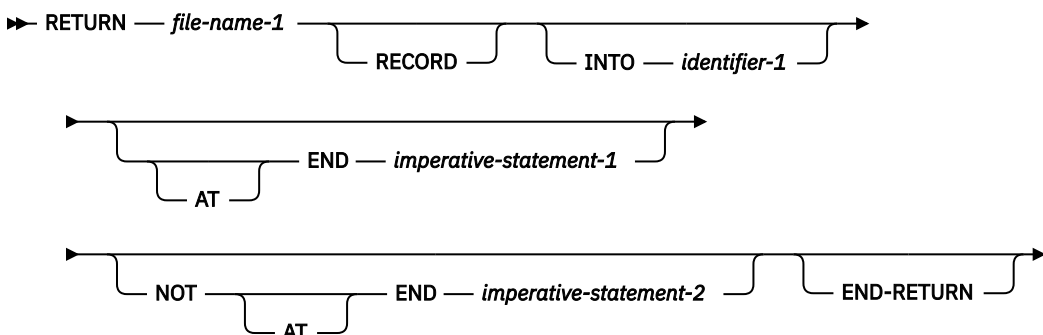 RETURN file-name-1
RECORD INTO identifier-1
END imperative-statement-1
AT
NOT END imperative-statement-2 END-RETURN
AT